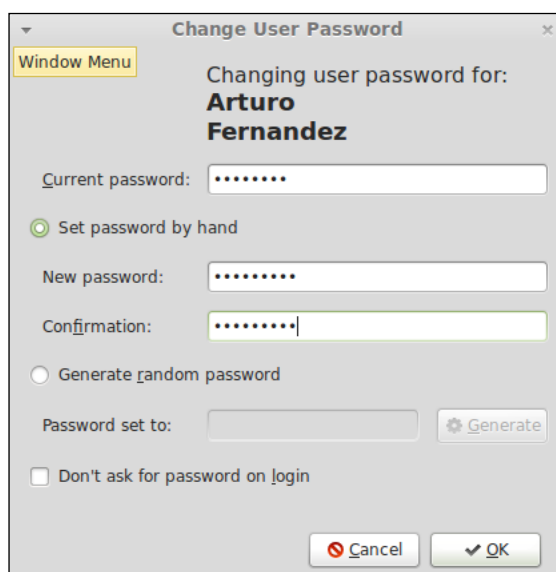 Change User Password
Window Menu
Changing user password for:
Arturo
Fernandez
Current password: ••••••••
Set password by hand
New password: •••••••••
Confirmation: •••••••••
Generate random password
Password set to: Generate
Don't ask for password on login
Cancel OK